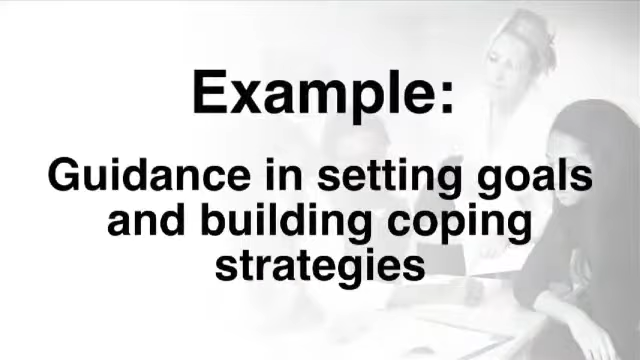 Example:
Guidance in setting goals
and building coping
strategies